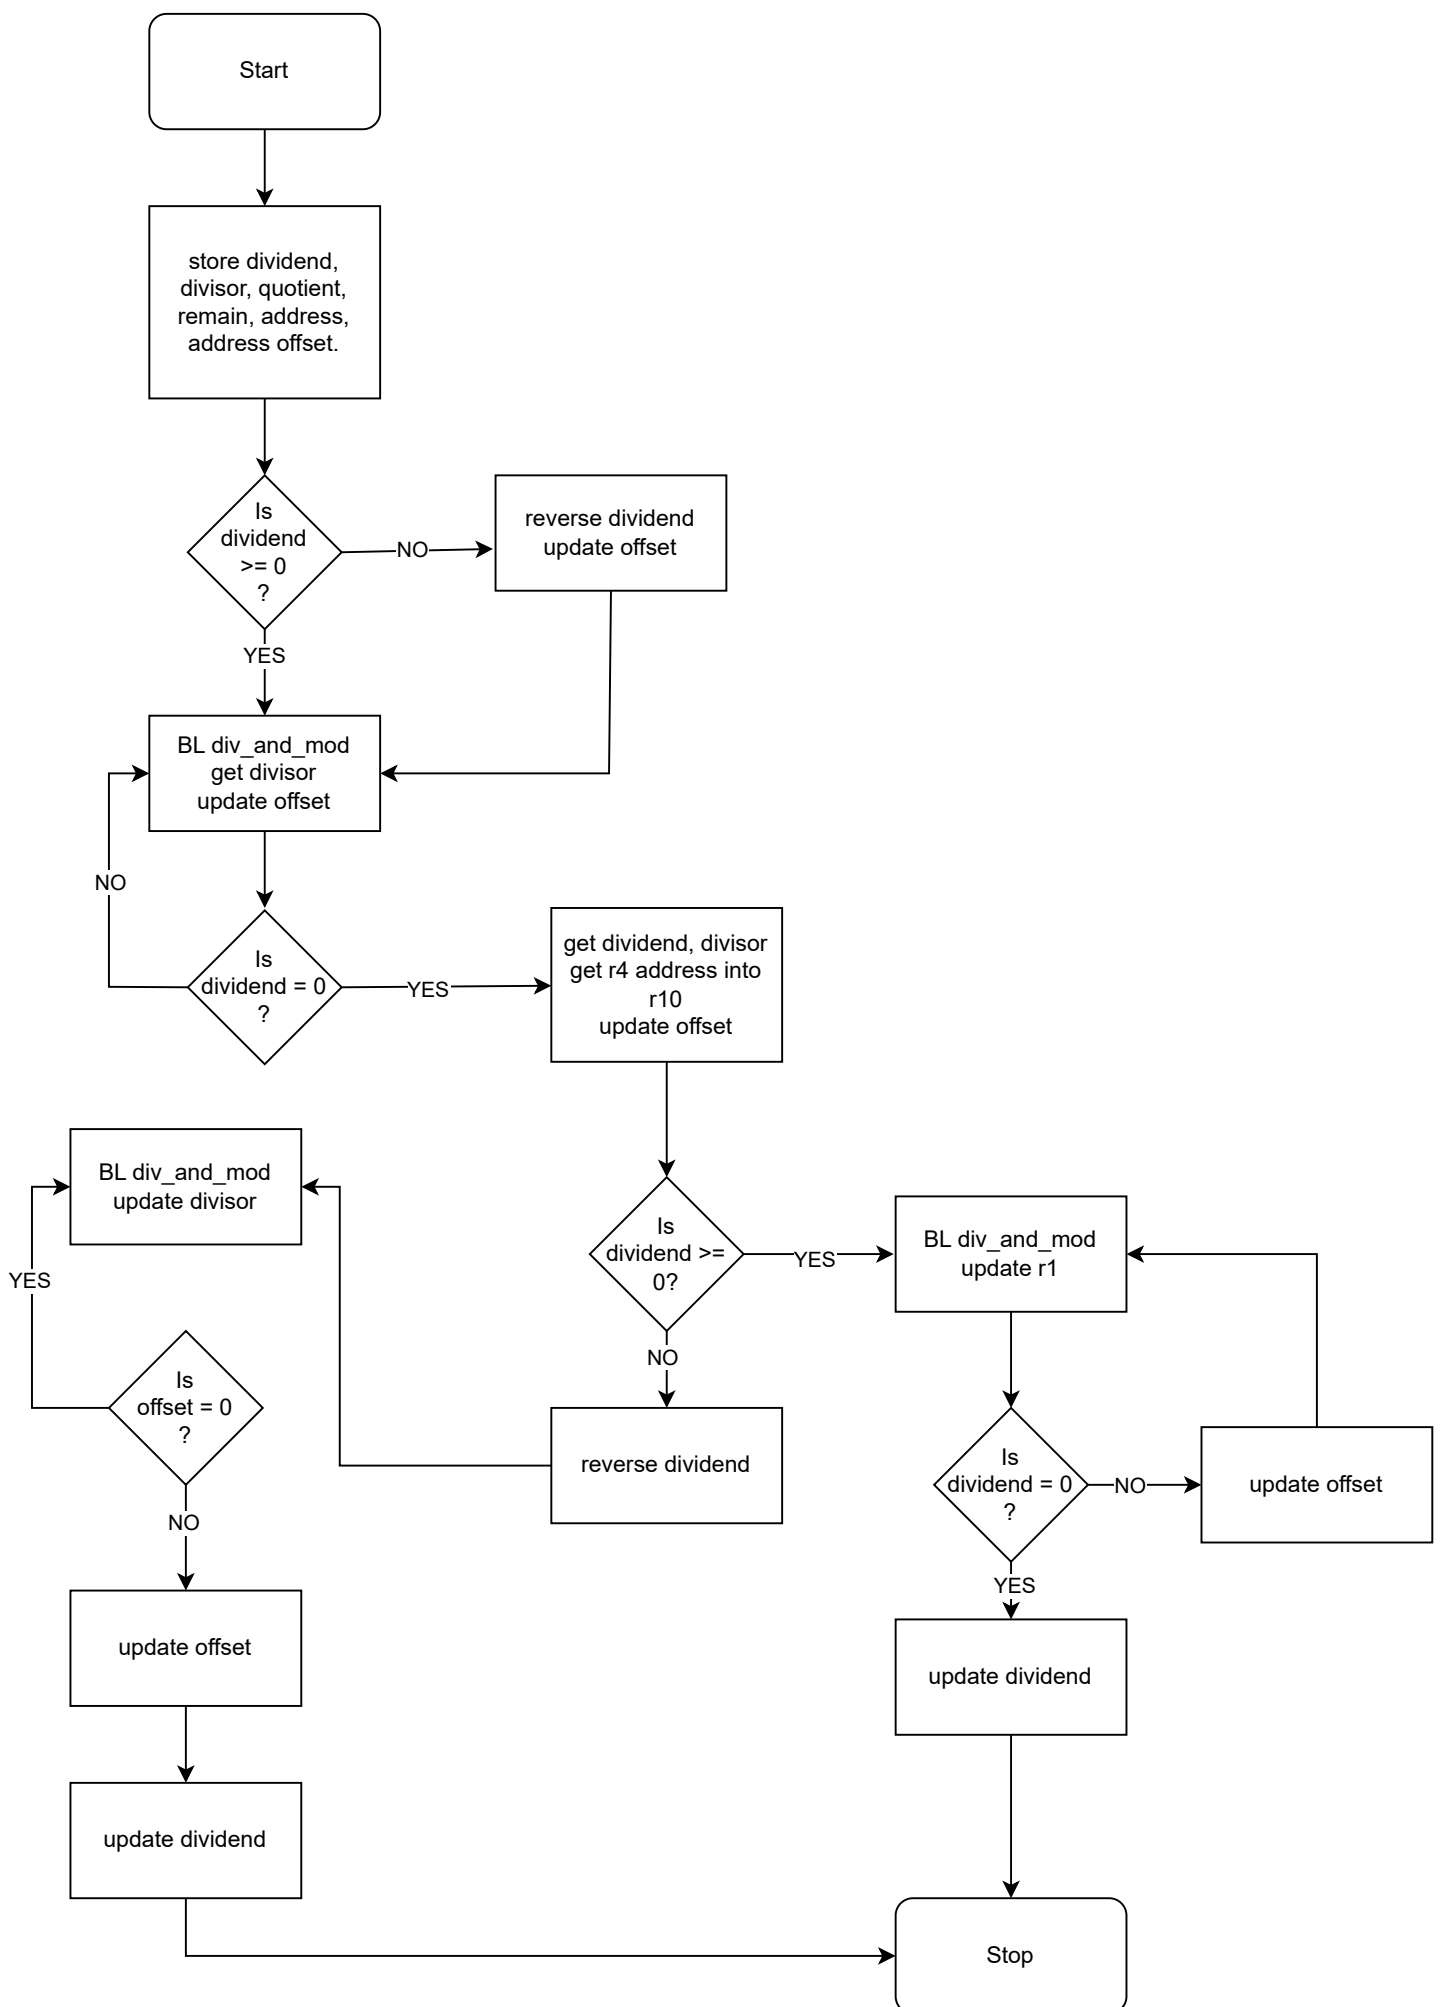 Start
store dividend,
divisor, quotient,
remain, address,
address offset.
Is
dividend
>= 0
?
NO
reverse dividend
update offset
YES
BL div_and_mod
get divisor
update offset
NO
Is
dividend = 0
?
YES
get dividend, divisor
get r4 address into
r10
update offset
BL div_and_mod
update divisor
YES
Is
offset = 0
?
NO
update offset
update dividend
Is
dividend >=
0?
YES
NO
reverse dividend
BL div_and_mod
update r1
Is
dividend = 0
?
NO
update offset
YES
update dividend
Stop